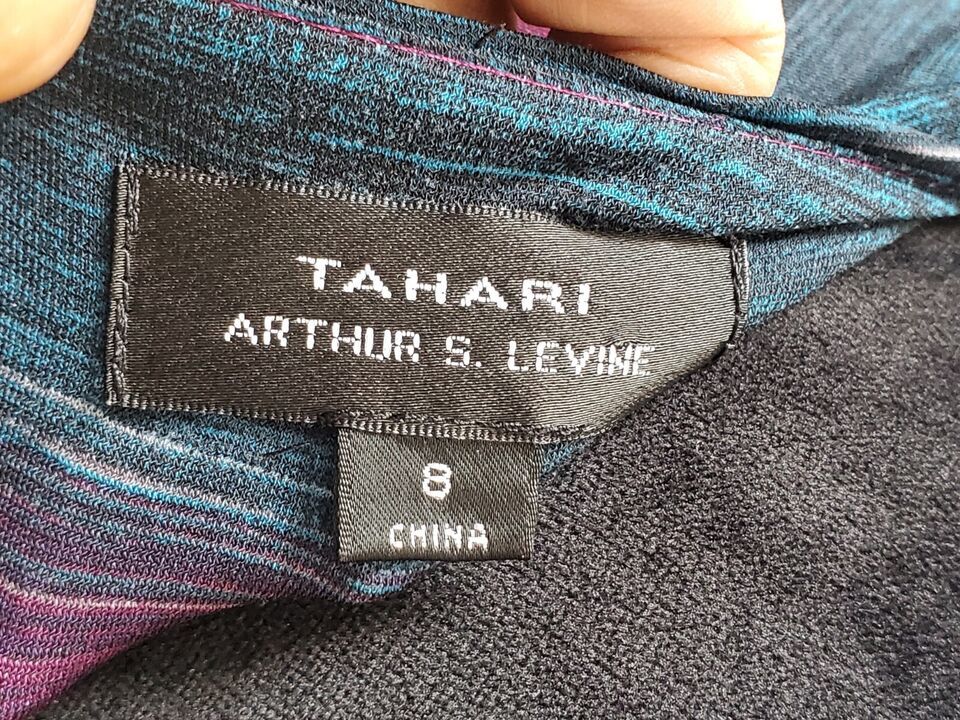 TAHARI
ARTHUR S. LEVINE
8
CHINA